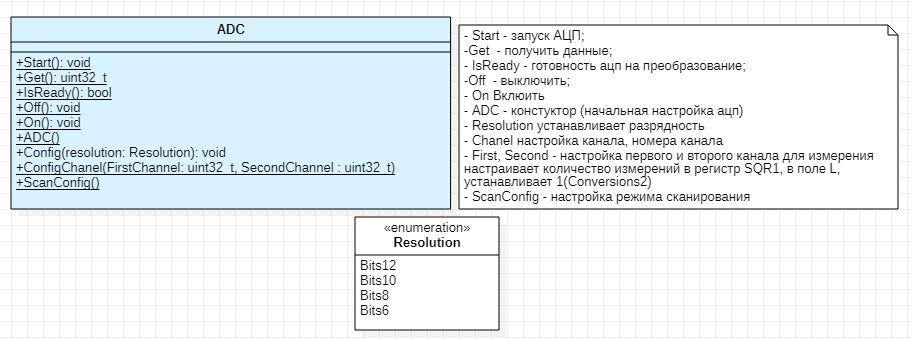 ADC
+Start(): void
+Get(): uint32_t
+IsReady(): bool
+Off(): void
+On(): void
+ADC()
+Config(resolution: Resolution): void
+ConfigChanel(FirstChannel: uint32_t, SecondChannel : uint32_t)
+ScanConfig()
- Start - запуск АЦП;
-Get  - получить данные;
- IsReady - готовность ацп на преобразование;
-Off  - выключить;
- On Вклюить
- ADC - констуктор (начальная настройка ацп)
- Resolution устанавливает разрядность
- Chanel настройка канала, номера канала
- First, Second - настройка первого и второго канала для измерения
настраивает количество измерений в регистр SQR1, в поле L,
устанавливает 1(Conversions2)
- ScanConfig - настройка режима сканирования
«enumeration»
Resolution
Bits12
Bits10
Bits8
Bits6